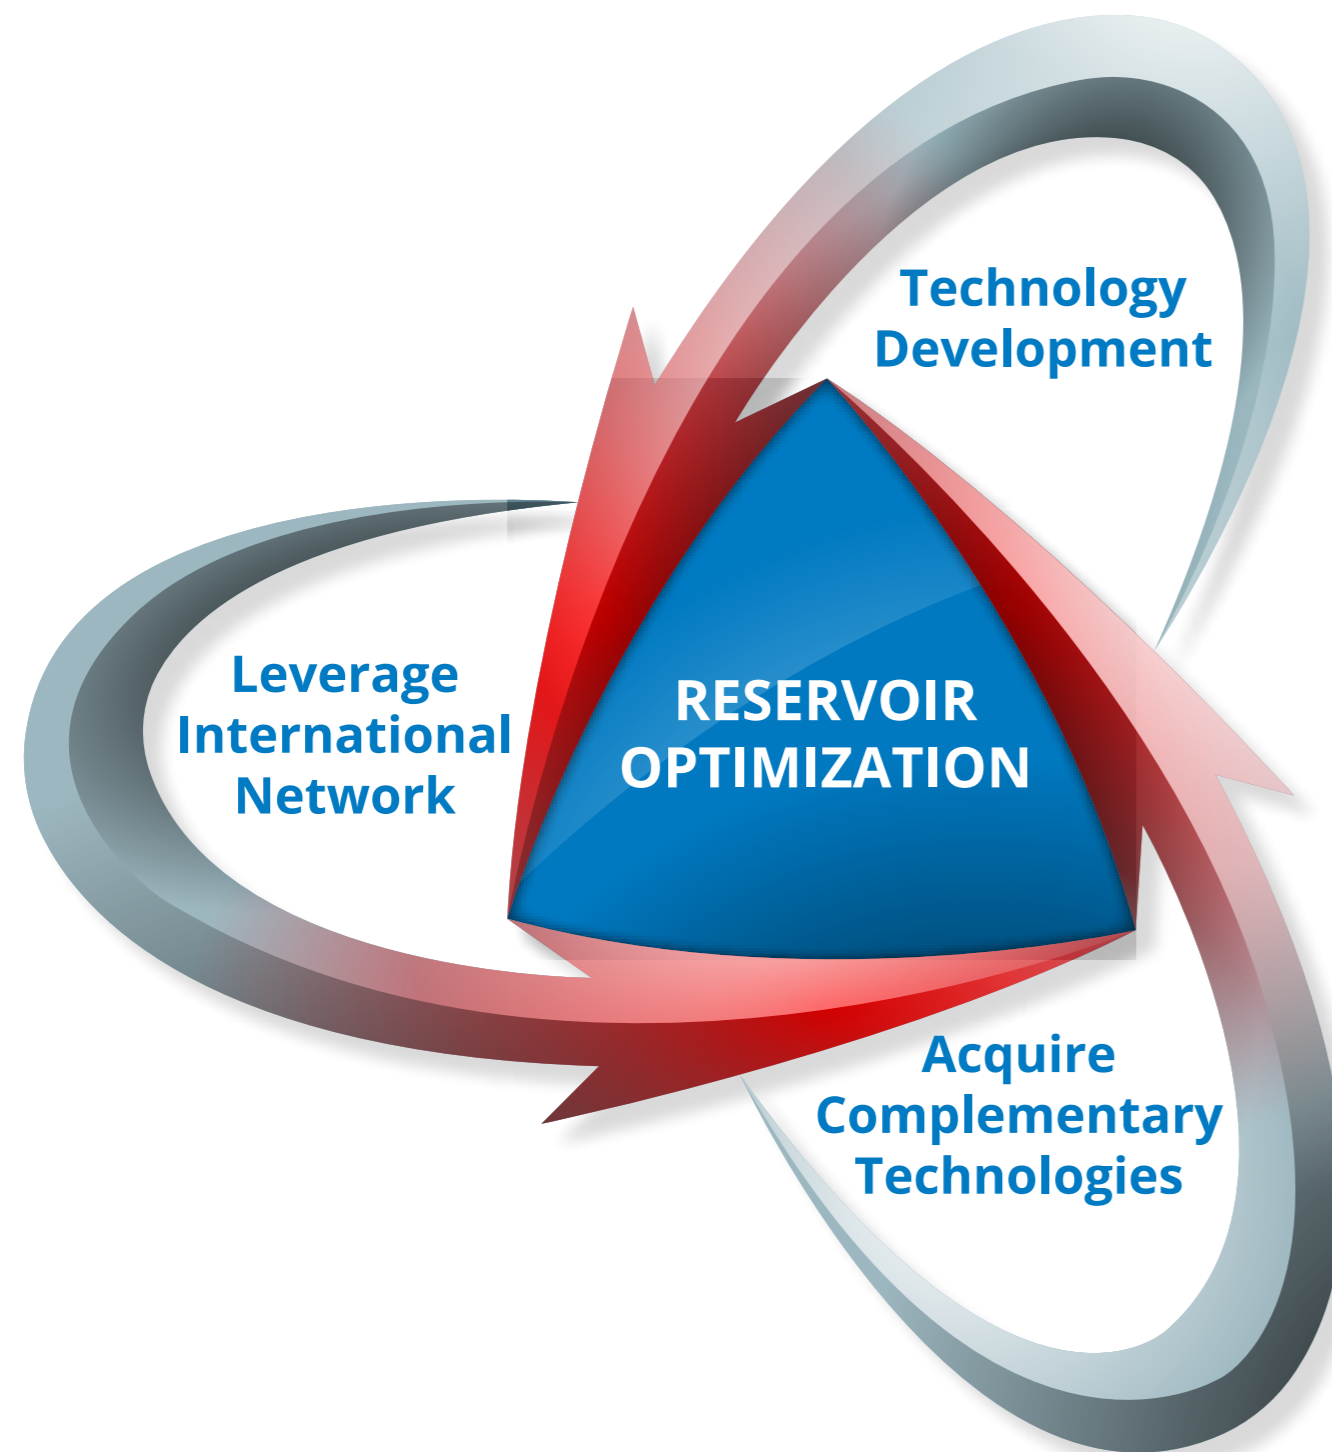 Technology
Development
Leverage
International
Network
RESERVOIR
OPTIMIZATION
Acquire
Complementary
Technologies